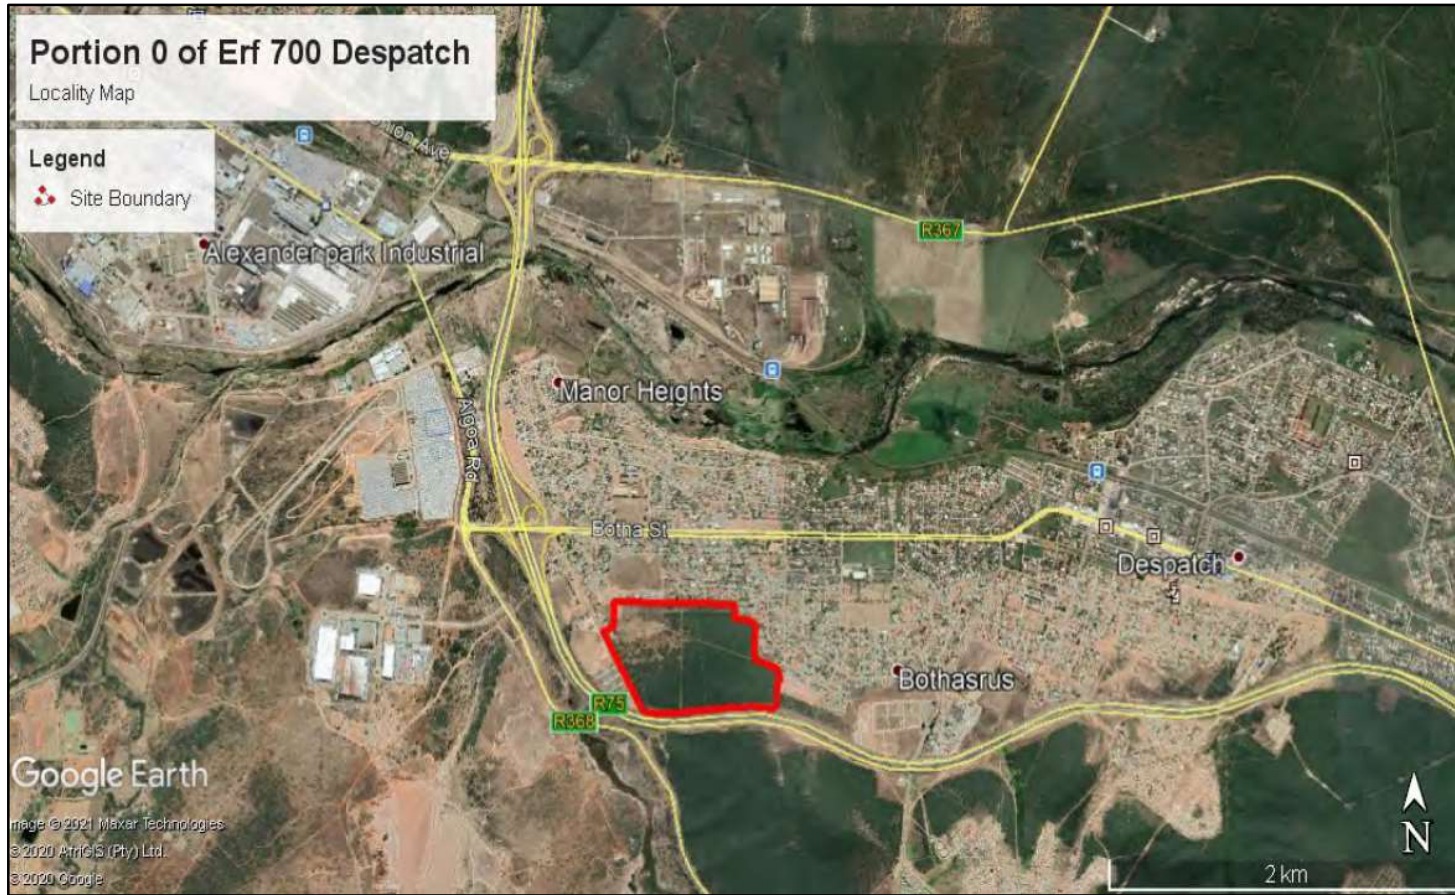 Portion 0 of Erf 700 Despatch
Locality Map
Legend
Site Boundary
Ave
R367
Alexander park Industrial
Manor Heights
Algoa Rd
Botha St
Despatch
Bothasrus
R75
R368
Google Earth
mage © 2021 Maxar Technologies
© 2020 AfriGIS (Pty) Ltd.
© 2020 Google
N
2 km